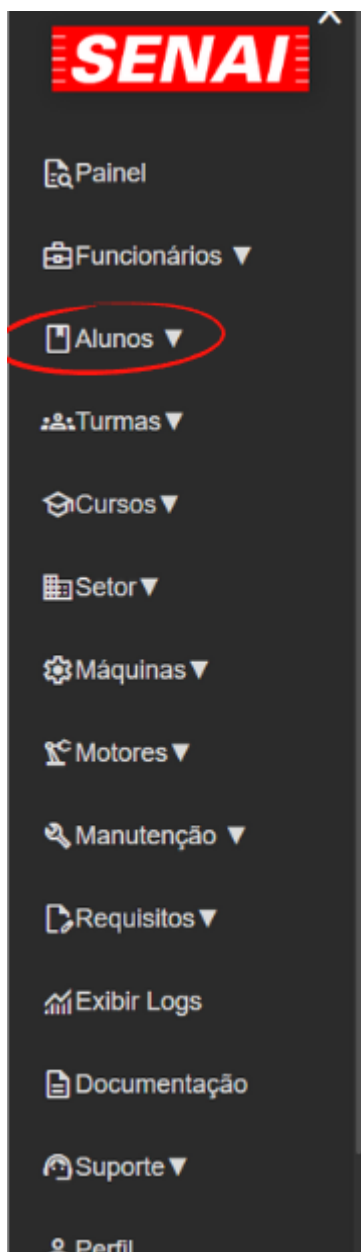 SENAI
Painel
Funcionários ▼
Alunos ▼
Turmas ▼
Cursos ▼
Setor ▼
Máquinas ▼
Motores ▼
Manutenção ▼
Requisitos ▼
Exibir Logs
Documentação
Suporte ▼
Perfil